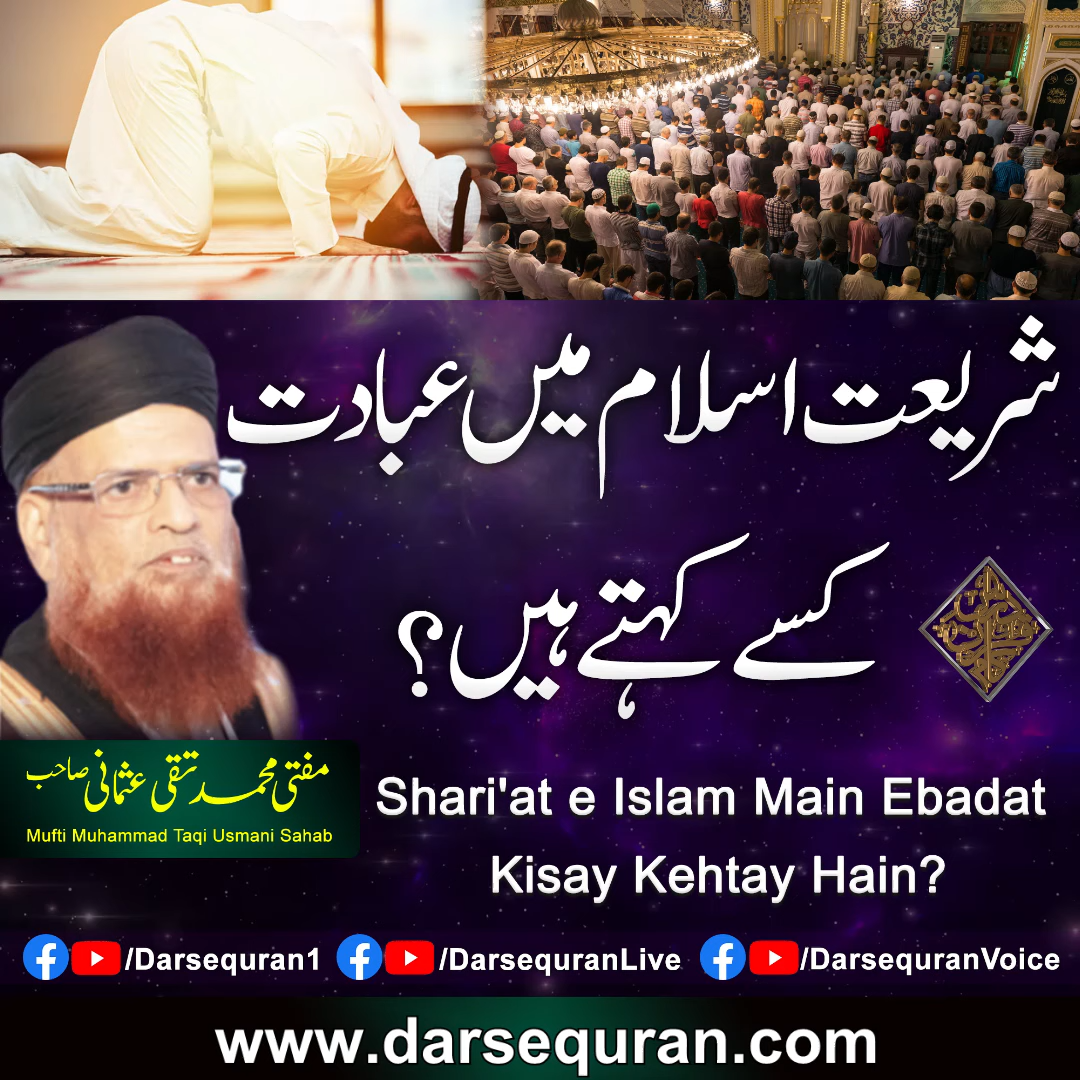 شریعت اسلام میں عبادت
کسے کہتے ہیں؟
مفتی محمد تقی عثمانی صاحب
Mufti Muhammad Taqi Usmani Sahab
Shari'at e Islam Main Ebadat
Kisay Kehtay Hain?
/Darsequran1 /DarsequranLive /DarsequranVoice
www.darsequran.com